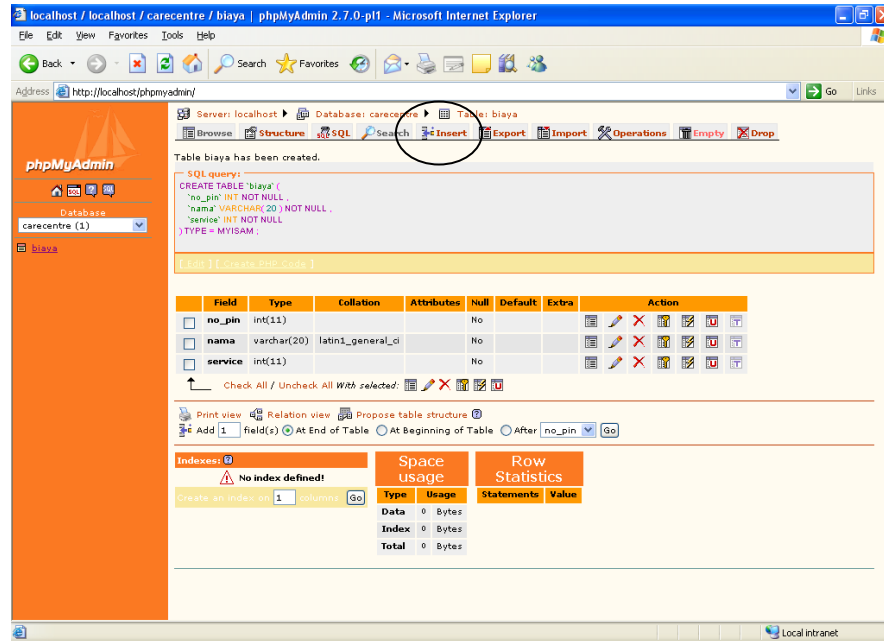 localhost / localhost / carecentre / biaya | phpMyAdmin 2.7.0-pl1 - Microsoft Internet Explorer
File Edit View Favorites Tools Help
Back Search Favorites
Address http://localhost/phpmyadmin/ Go Links
Server: localhost Database: carecentre Table: biaya
Browse Structure SQL Search Insert Export Import Operations Empty Drop
phpMyAdmin
SQL
Database
carecentre (1)
biaya
Table biaya has been created.
SQL query:
CREATE TABLE `biaya` (
`no_pin` INT NOT NULL ,
`nama` VARCHAR( 20 ) NOT NULL ,
`service` INT NOT NULL
) TYPE = MYISAM ;
[ Edit ] [ Create PHP Code ]
Field Type Collation Attributes Null Default Extra Action
no_pin int(11) No
nama varchar(20) latin1_general_ci No
service int(11) No
Check All / Uncheck All With selected:
Print view Relation view Propose table structure
Add 1 field(s) At End of Table At Beginning of Table After no_pin Go
Indexes:
No index defined!
Create an index on 1 columns Go
Space usage
Type Usage
Data 0 Bytes
Index 0 Bytes
Total 0 Bytes
Row Statistics
Statements Value
Local intranet